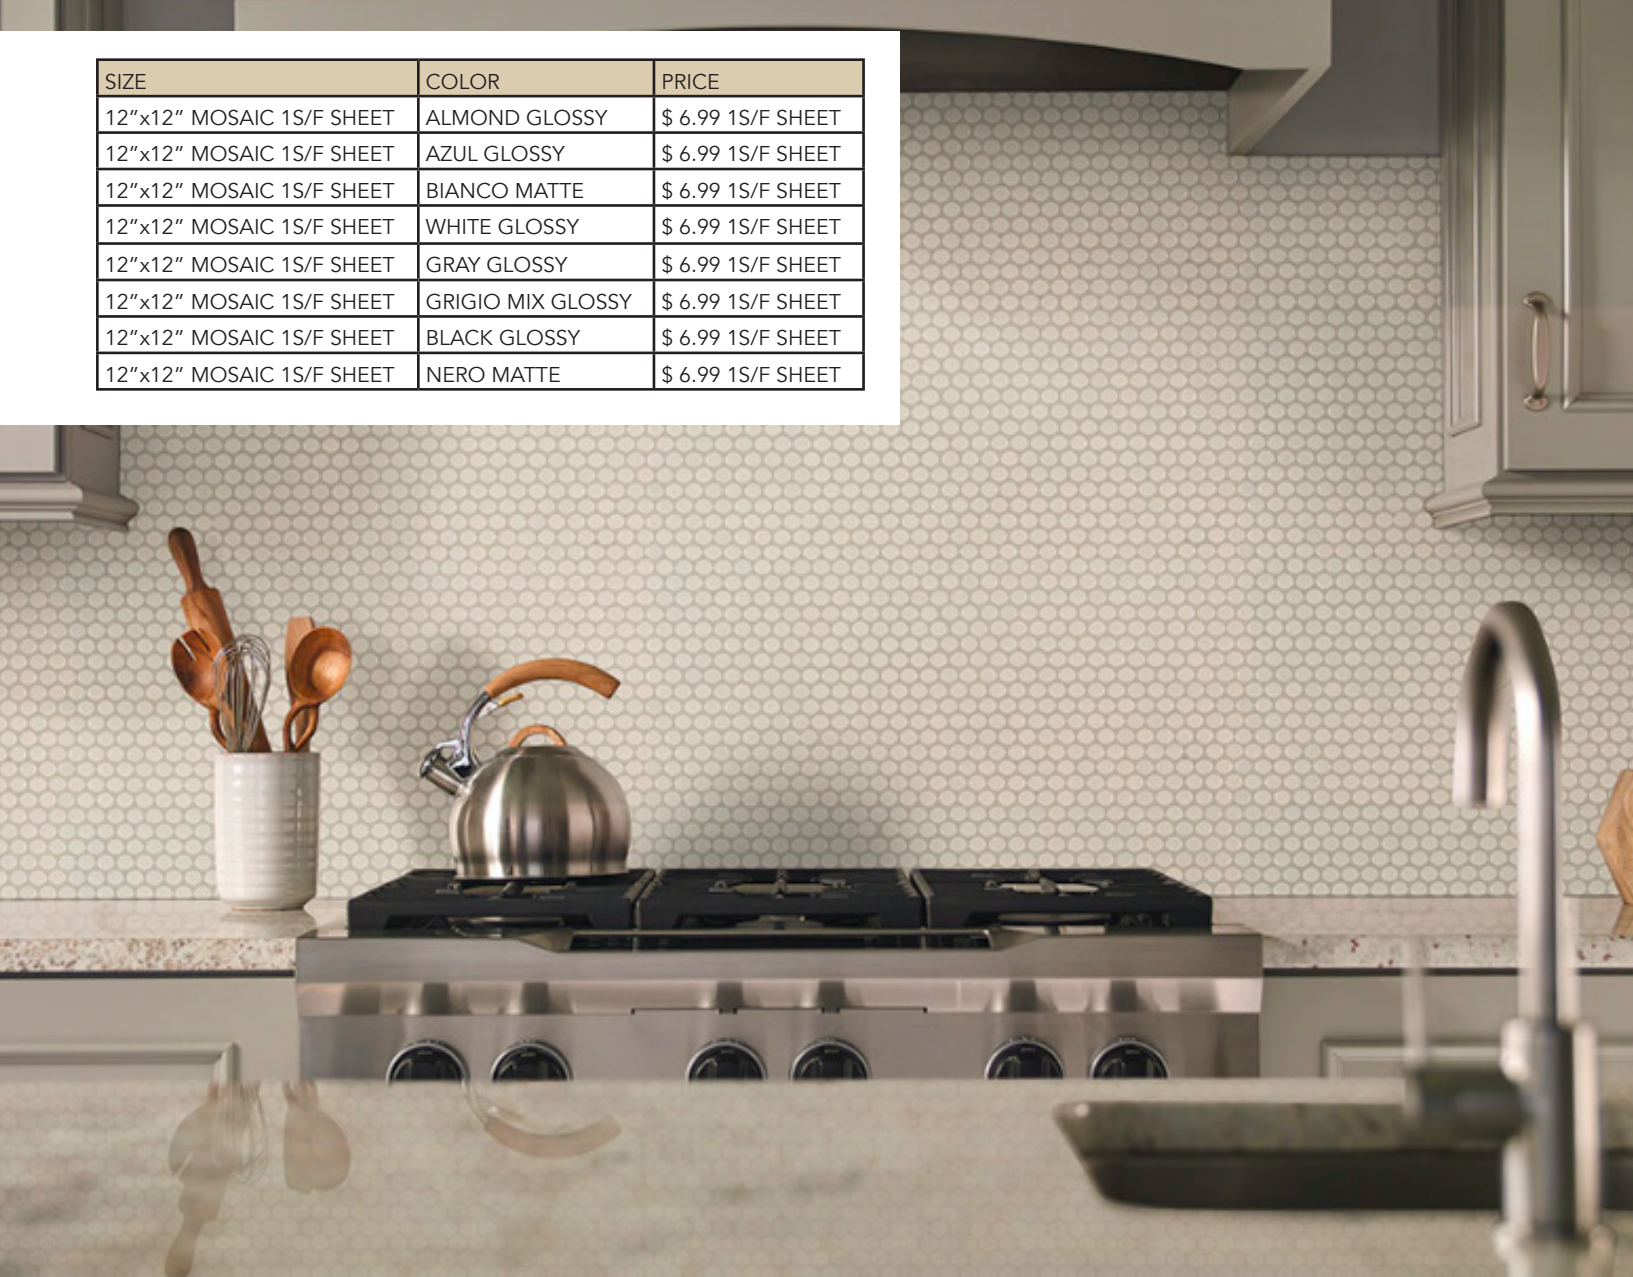 SIZE COLOR PRICE
12”x12” MOSAIC 1S/F SHEET ALMOND GLOSSY $ 6.99 1S/F SHEET
12”x12” MOSAIC 1S/F SHEET AZUL GLOSSY $ 6.99 1S/F SHEET
12”x12” MOSAIC 1S/F SHEET BIANCO MATTE $ 6.99 1S/F SHEET
12”x12” MOSAIC 1S/F SHEET WHITE GLOSSY $ 6.99 1S/F SHEET
12”x12” MOSAIC 1S/F SHEET GRAY GLOSSY $ 6.99 1S/F SHEET
12”x12” MOSAIC 1S/F SHEET GRIGIO MIX GLOSSY $ 6.99 1S/F SHEET
12”x12” MOSAIC 1S/F SHEET BLACK GLOSSY $ 6.99 1S/F SHEET
12”x12” MOSAIC 1S/F SHEET NERO MATTE $ 6.99 1S/F SHEET